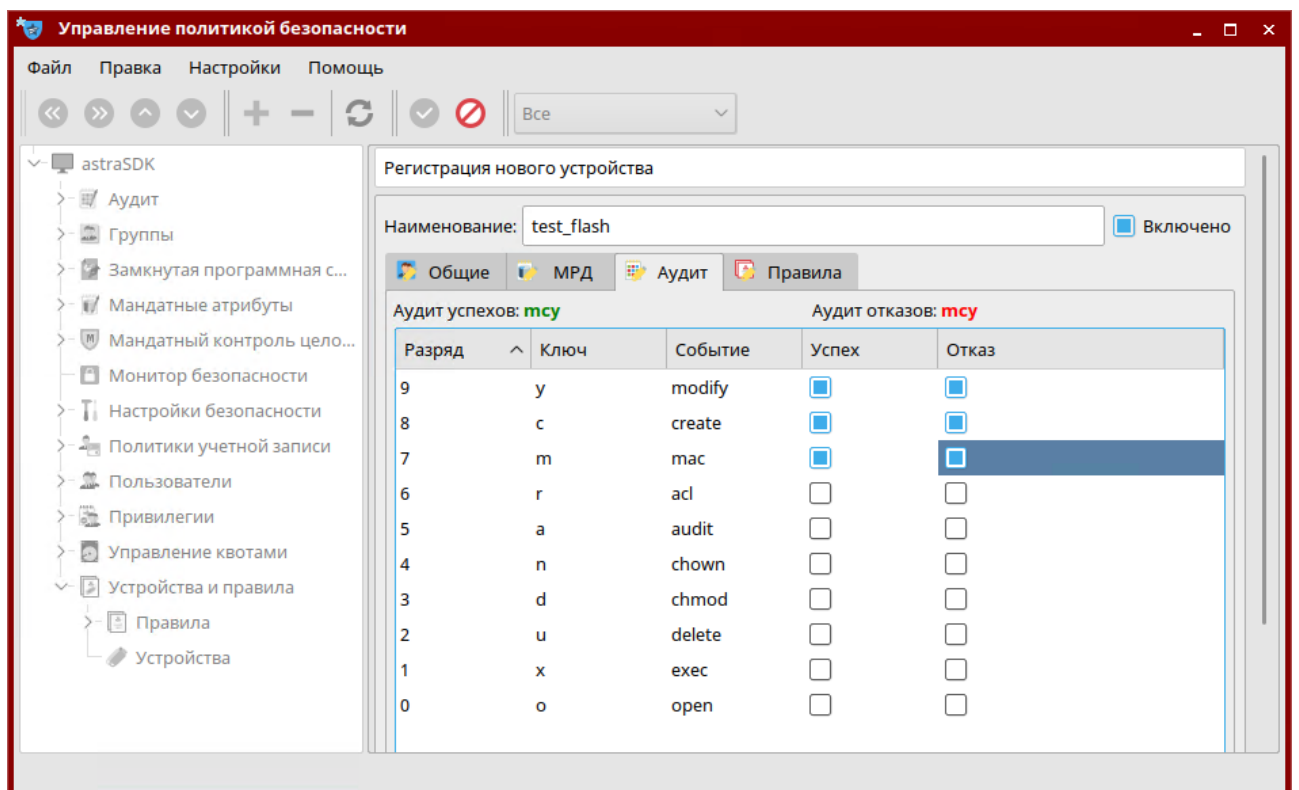 Управление политикой безопасности
Файл Правка Настройки Помощь
Все
astraSDK
Аудит
Группы
Замкнутая программная с...
Мандатные атрибуты
Мандатный контроль цело...
Монитор безопасности
Настройки безопасности
Политики учетной записи
Пользователи
Привилегии
Управление квотами
Устройства и правила
Правила
Устройства
Регистрация нового устройства
Наименование: test_flash Включено
Общие МРД Аудит Правила
Аудит успехов: mcy Аудит отказов: mcy
Разряд Ключ Событие Успех Отказ
9 y modify
8 c create
7 m mac
6 r acl
5 a audit
4 n chown
3 d chmod
2 u delete
1 x exec
0 o open